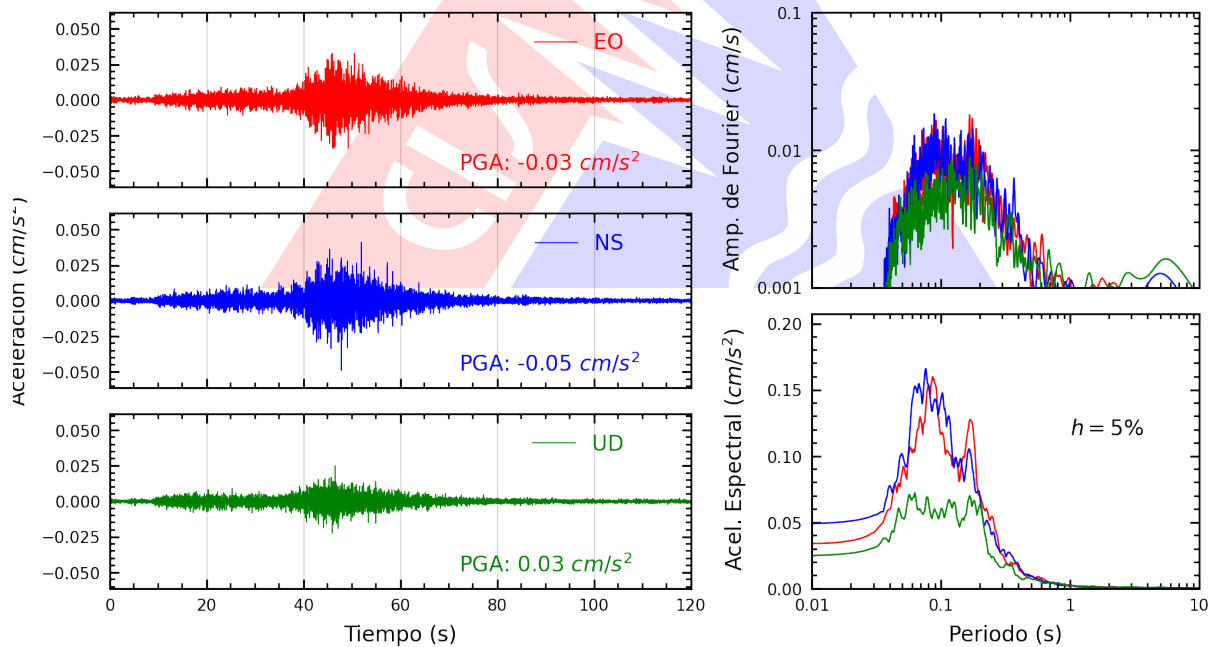 0.050
0.025
0.000
−0.025
−0.050
EO
PGA: -0.03 cm/s²
0.050
0.025
0.000
−0.025
−0.050
NS
PGA: -0.05 cm/s²
0.050
0.025
0.000
−0.025
−0.050
UD
PGA: 0.03 cm/s²
0 20 40 60 80 100 120
Tiempo (s)
0.1
0.01
0.001
Amp. de Fourier (cm/s)
0.20
0.15
0.10
0.05
0.00
Acel. Espectral (cm/s²)
h = 5%
0.01 0.1 1 10
Periodo (s)